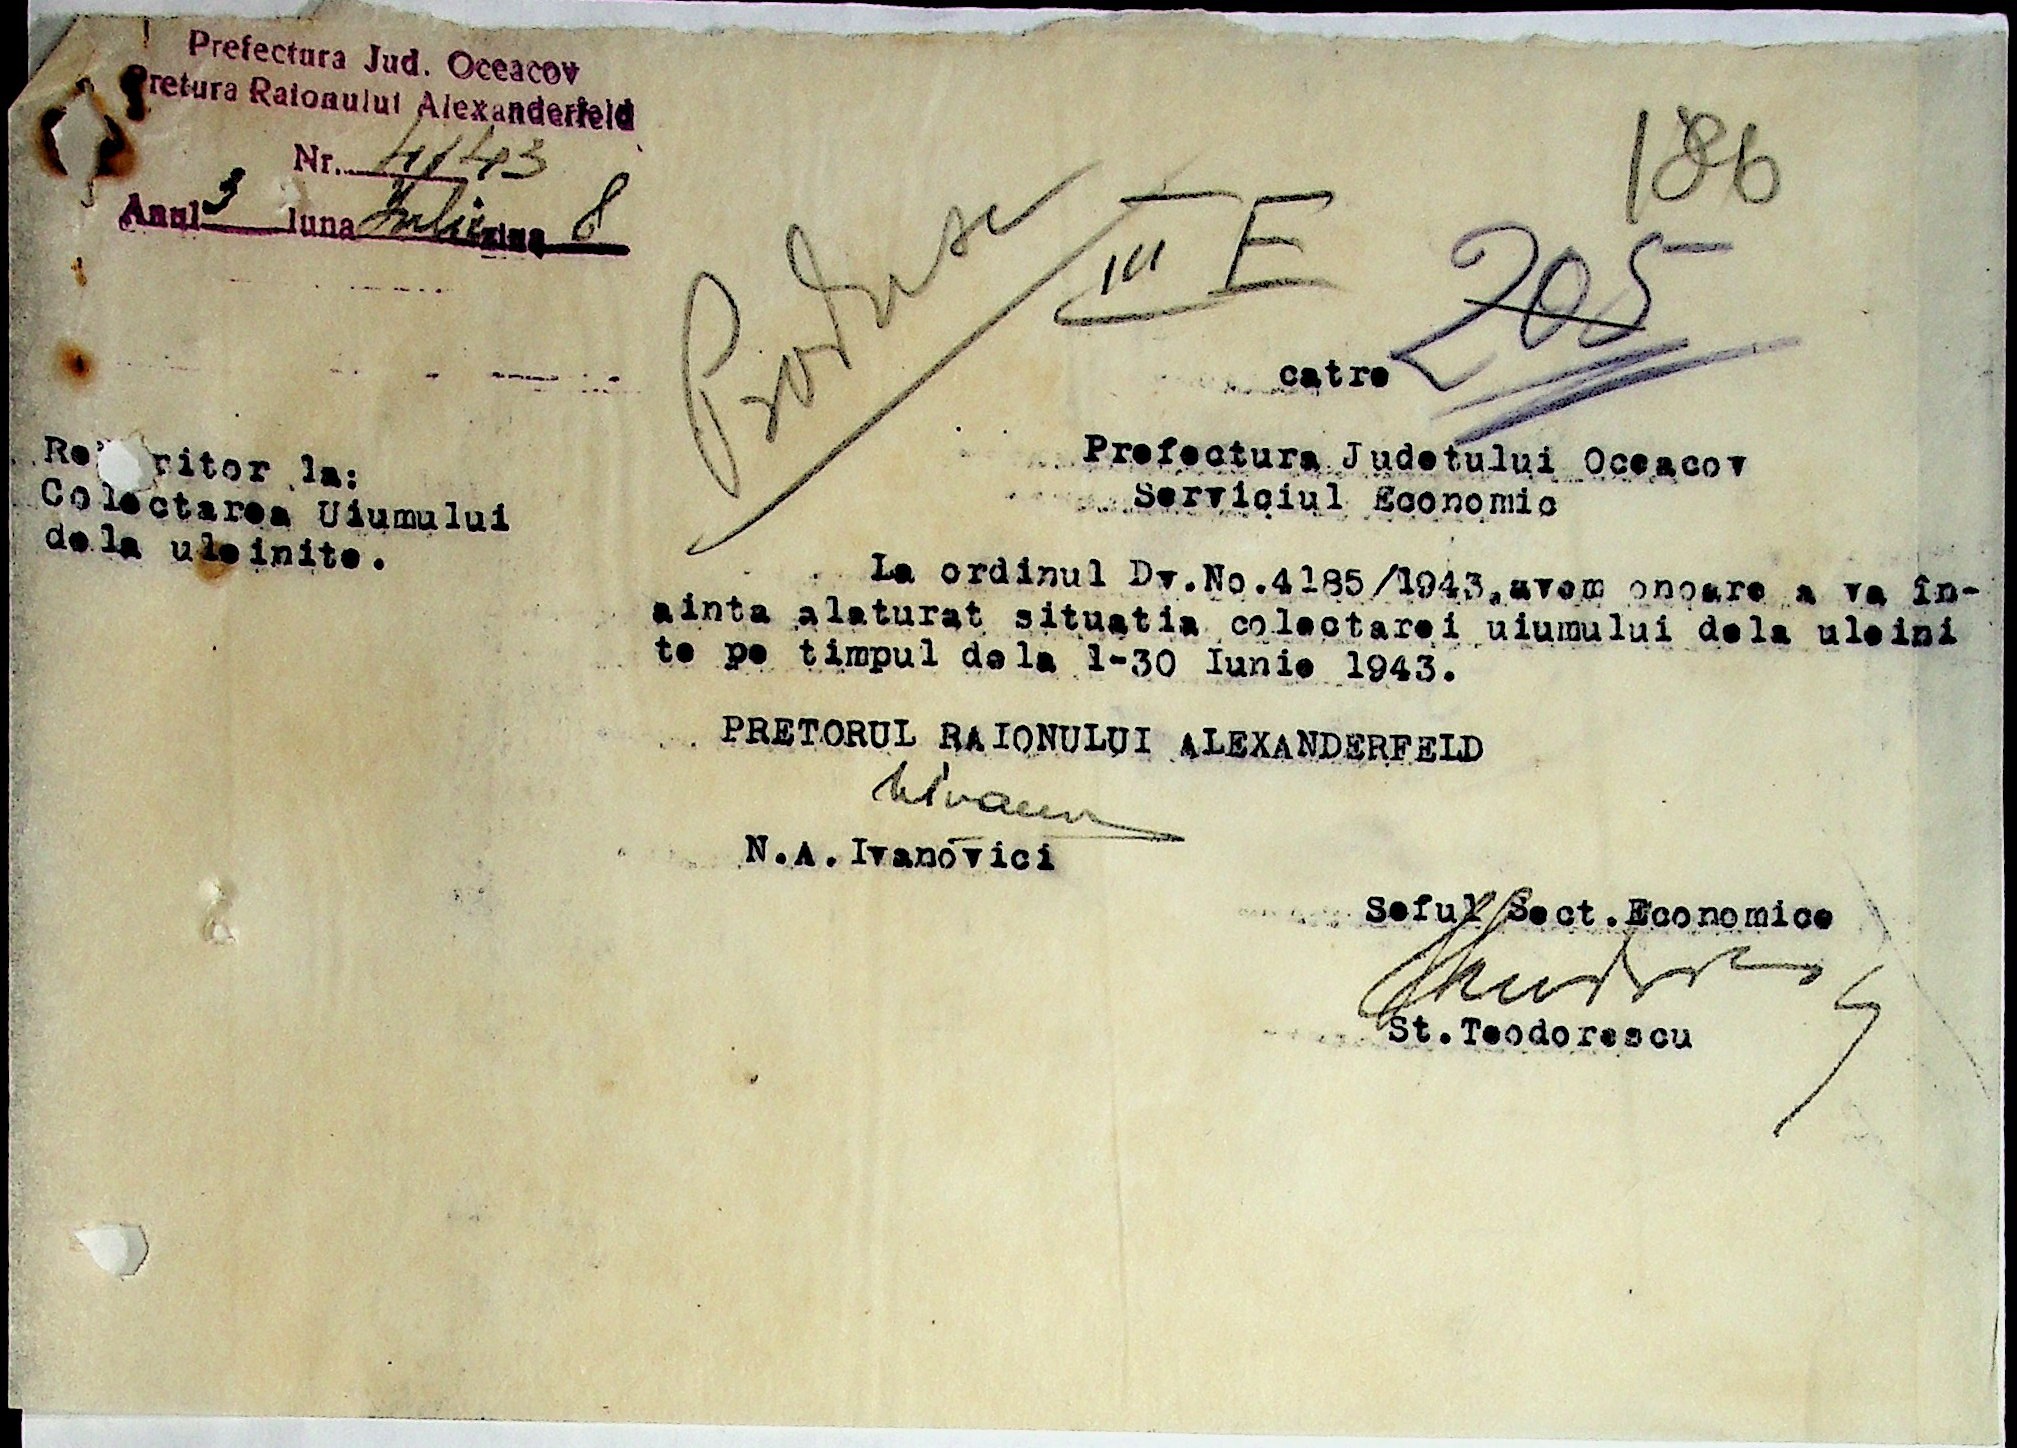 Prefectura Jud. Oceacov
Pretura Raionului Alexanderfeld
Nr. 4143
Anul 3 luna Iulie ziua 8
186
Produse
III E
205
catre
Prefectura Judetului Oceacov
Serviciul Economic
Re ritor la:
Colectarea Uiumului
dela uleinite.
La ordinul Dv.No.4185/1943,avem onoare a va în-
ainta alaturat situatia colectarei uiumului dela uleini
te pe timpul dela 1-30 Iunie 1943.
PRETORUL RAIONULUI ALEXANDERFELD
N.A.Ivanovici
Seful Sect.Economice
St.Teodorescu